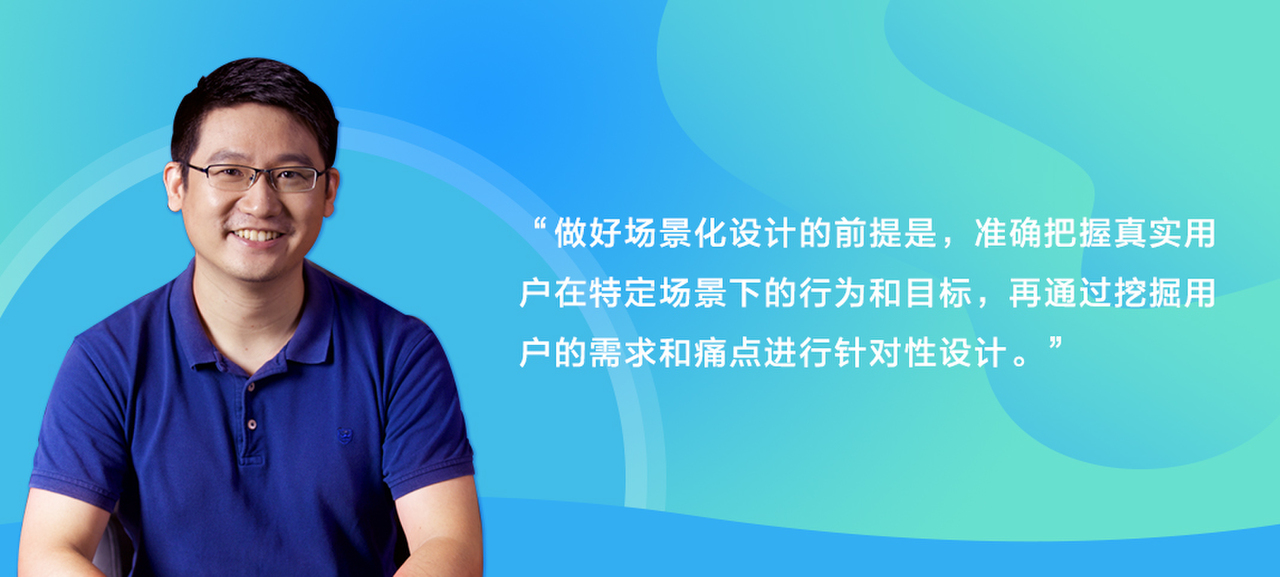 “做好场景化设计的前提是，准确把握真实用
户在特定场景下的行为和目标，再通过挖掘用
户的需求和痛点进行针对性设计。”